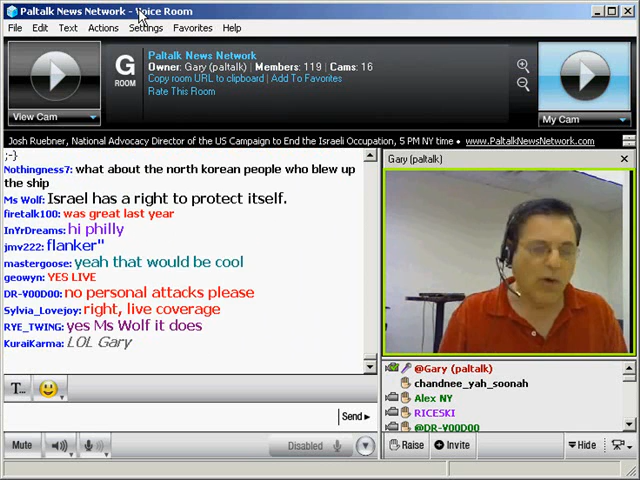 Paltalk News Network - Voice Room
File Edit Text Actions Settings Favorites Help
Paltalk News Network
Owner: Gary (paltalk) | Members: 119 | Cams: 16
Copy room URL to clipboard | Add To Favorites
Rate This Room
G
ROOM
View Cam
My Cam
Josh Ruebner, National Advocacy Director of the US Campaign to End the Israeli Occupation, 5 PM NY time • www.PaltalkNewsNetwork.com
;-}
Nothingness7: what about the north korean people who blew up
the ship
Ms Wolf: Israel has a right to protect itself.
firetalk100: was great last year
InYrDreams: hi philly
jmv222: flanker"
mastergoose: yeah that would be cool
geowyn: YES LIVE
DR-V00D00: no personal attacks please
Sylvia_Lovejoy: right, live coverage
RYE_TWING: yes Ms Wolf it does
KuraiKarma: LOL Gary
Gary (paltalk)
@Gary (paltalk)
chandnee_yah_soonah
Alex NY
RICESKI
@DR-V00D00
T...
Send
Mute
Disabled
Raise
Invite
Hide